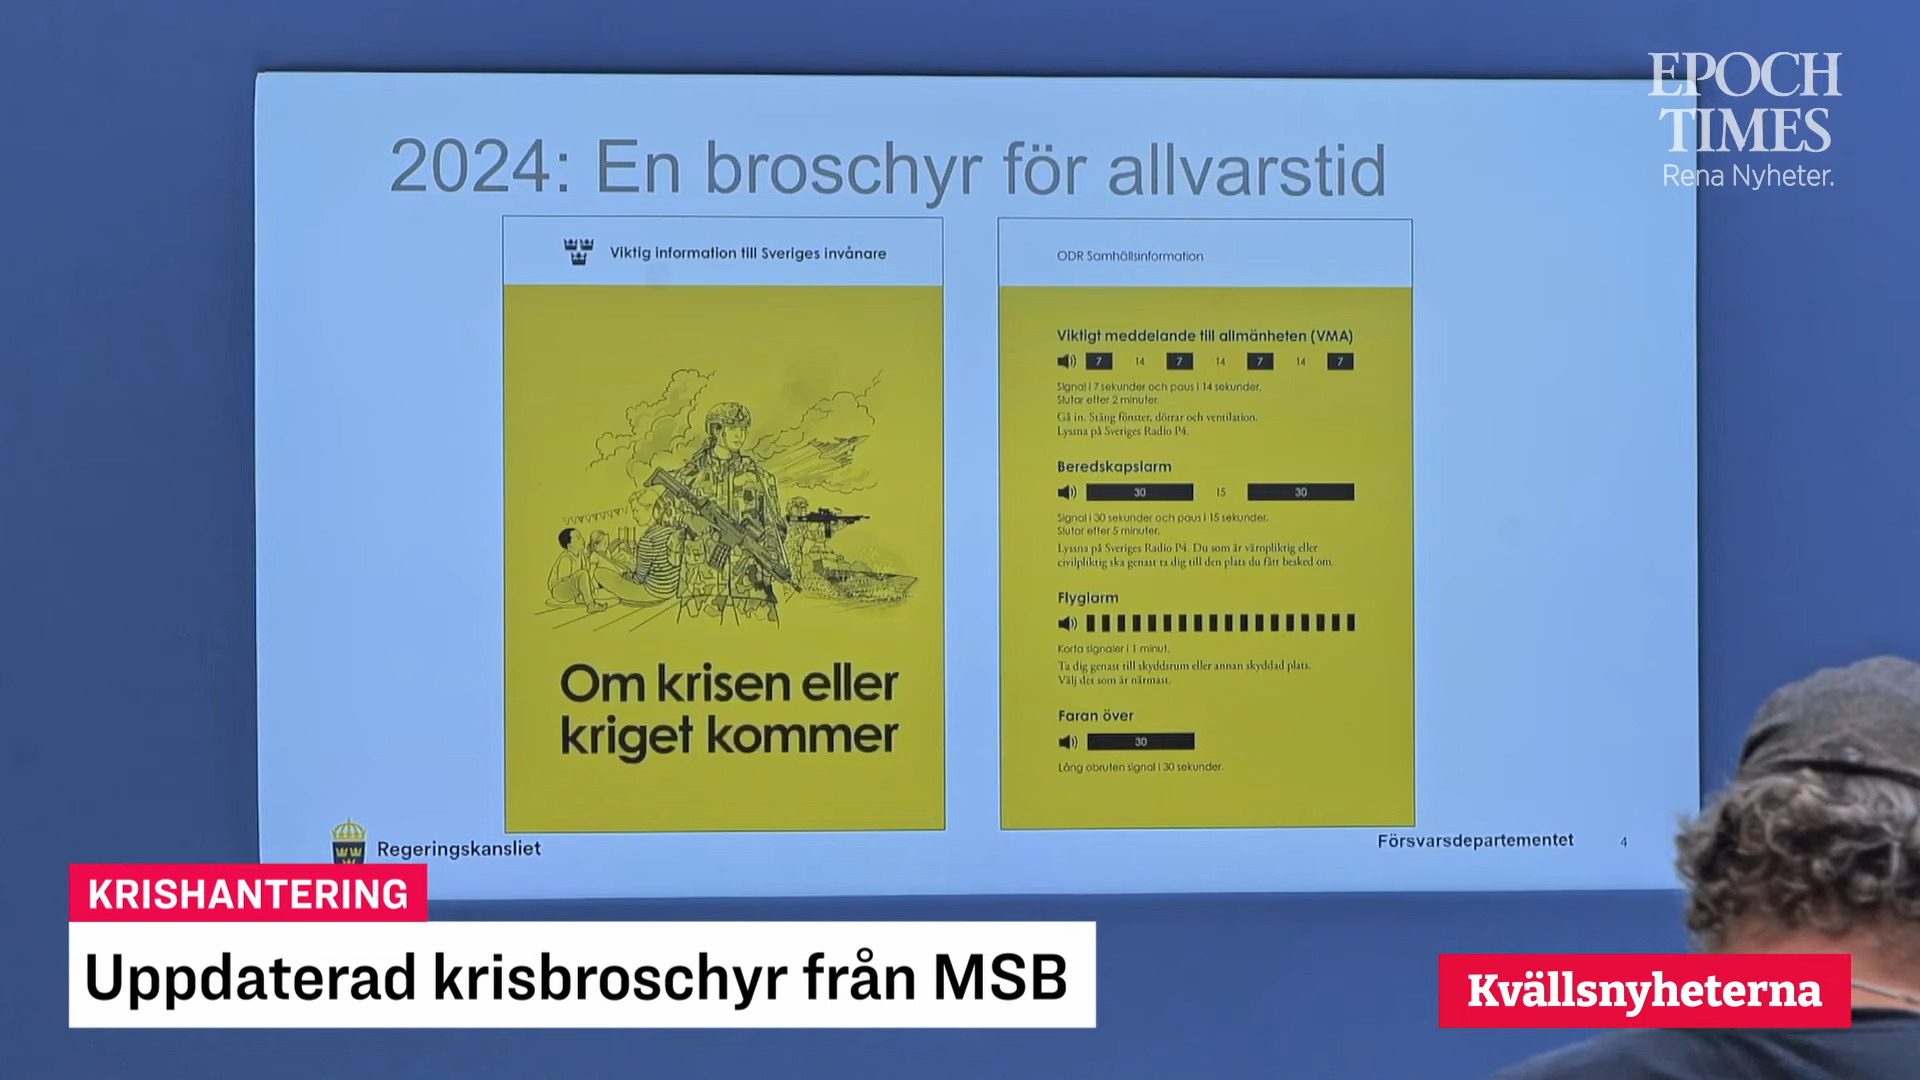 EPOCH
TIMES
Rena Nyheter.
2024: En broschyr för allvarstid
Viktig information till Sveriges invånare
Om krisen eller
kriget kommer
ODR Samhällsinformation
Viktigt meddelande till allmänheten (VMA)
7 14 7 14 7 14 7
Signal i 7 sekunder och paus i 14 sekunder.
Slutar efter 2 minuter.
Gå in. Stäng fönster, dörrar och ventilation.
Lyssna på Sveriges Radio P4.
Beredskapslarm
30 15 30
Signal i 30 sekunder och paus i 15 sekunder.
Slutar efter 5 minuter.
Lyssna på Sveriges Radio P4. Du som är värnpliktig eller
civilpliktig ska genast ta dig till den plats du fått besked om.
Flyglarm
Korta signaler i 1 minut.
Ta dig genast till skyddsrum eller annan skyddad plats.
Välj det som är närmast.
Faran över
30
Lång obruten signal i 30 sekunder.
Regeringskansliet
Försvarsdepartementet 4
KRISHANTERING
Uppdaterad krisbroschyr från MSB
Kvällsnyheterna